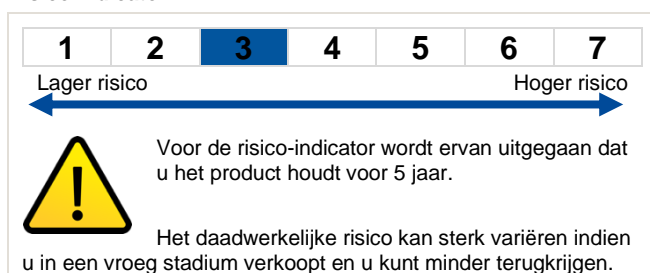 1 2 3 4 5 6 7
Lager risico Hoger risico
Voor de risico-indicator wordt ervan uitgegaan dat
u het product houdt voor 5 jaar.
Het daadwerkelijke risico kan sterk variëren indien
u in een vroeg stadium verkoopt en u kunt minder terugkrijgen.